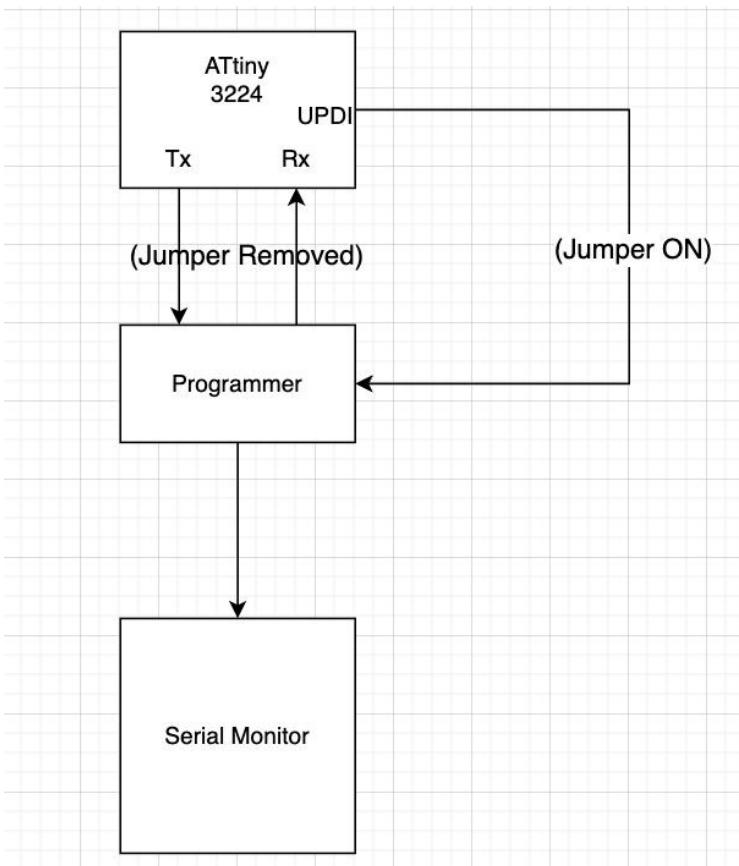 ATtiny
3224
UPDI
Tx Rx
(Jumper Removed)
(Jumper ON)
Programmer
Serial Monitor